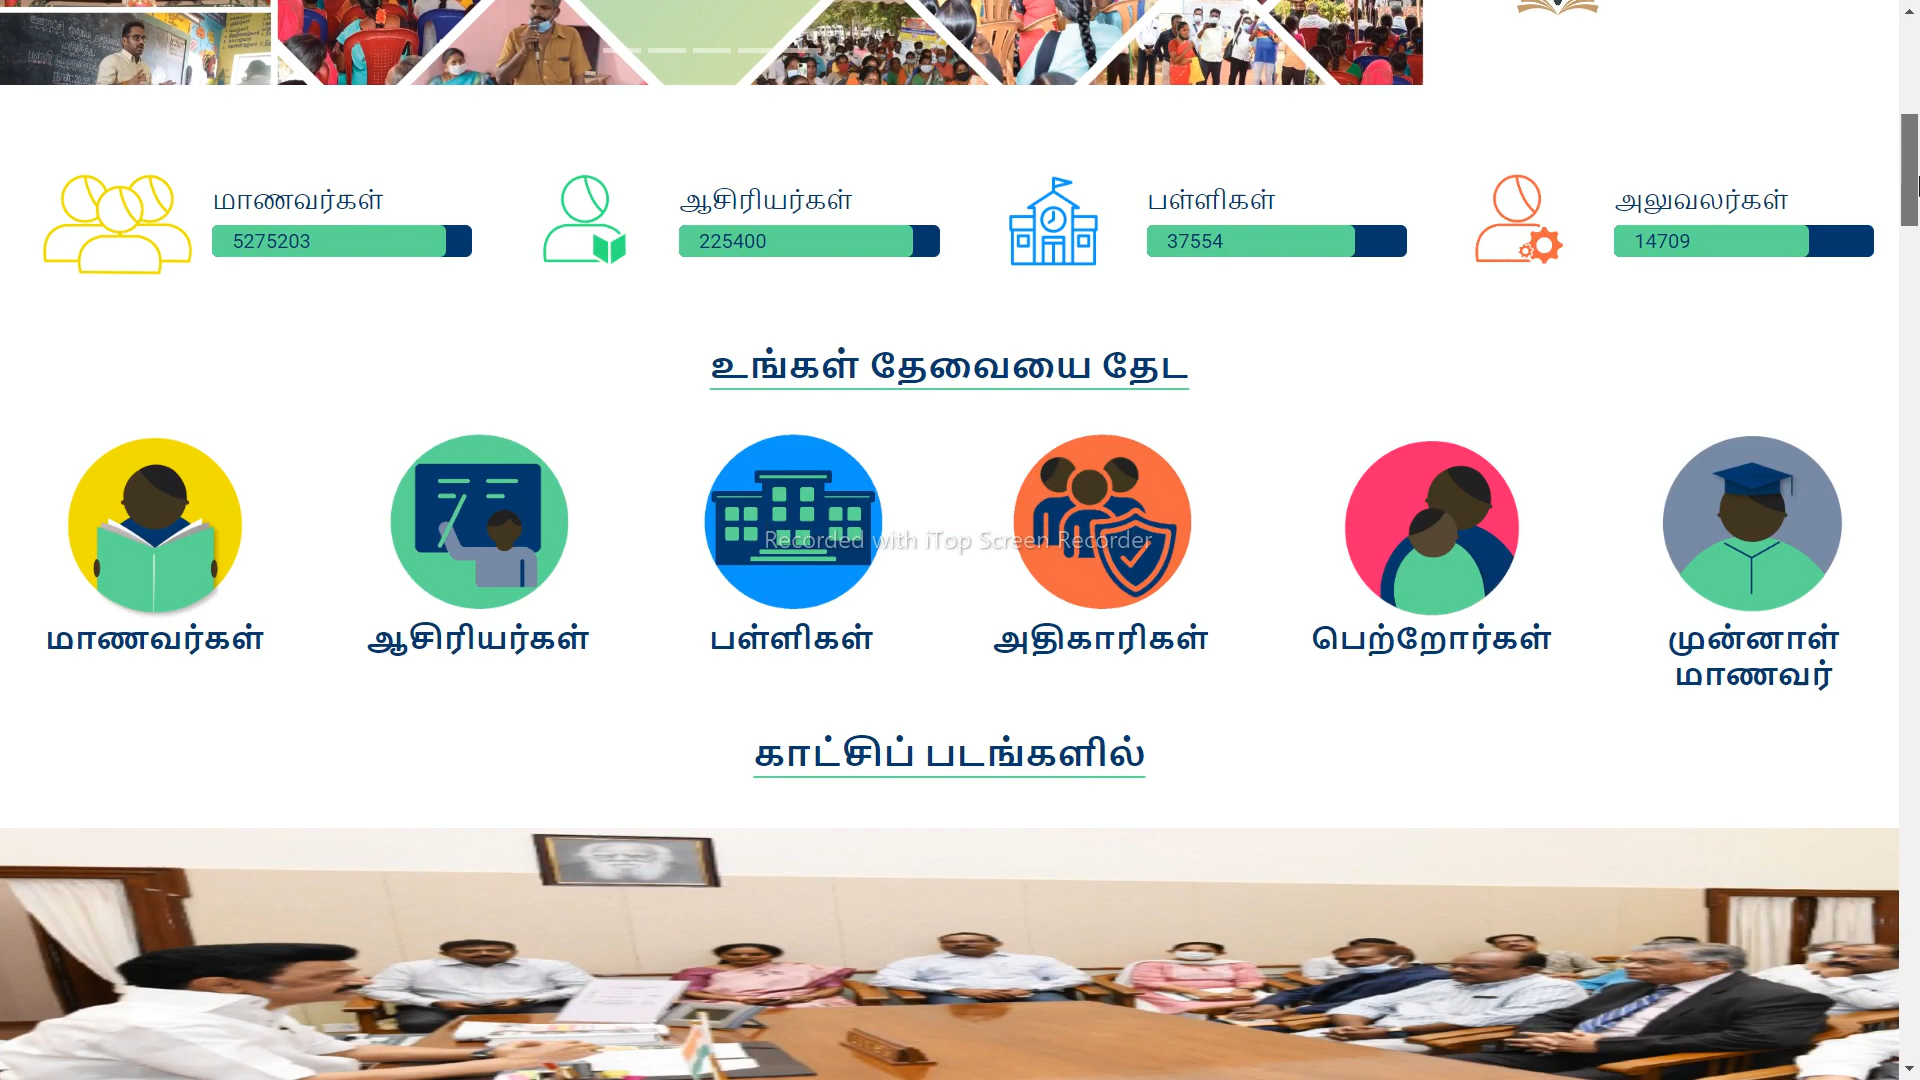 மாணவர்கள்
5275203
ஆசிரியர்கள்
225400
பள்ளிகள்
37554
அலுவலர்கள்
14709
உங்கள் தேவையை தேட
மாணவர்கள்
ஆசிரியர்கள்
பள்ளிகள்
அதிகாரிகள்
பெற்றோர்கள்
முன்னாள்
மாணவர்
Recorded with iTop Screen Recorder
காட்சிப் படங்களில்